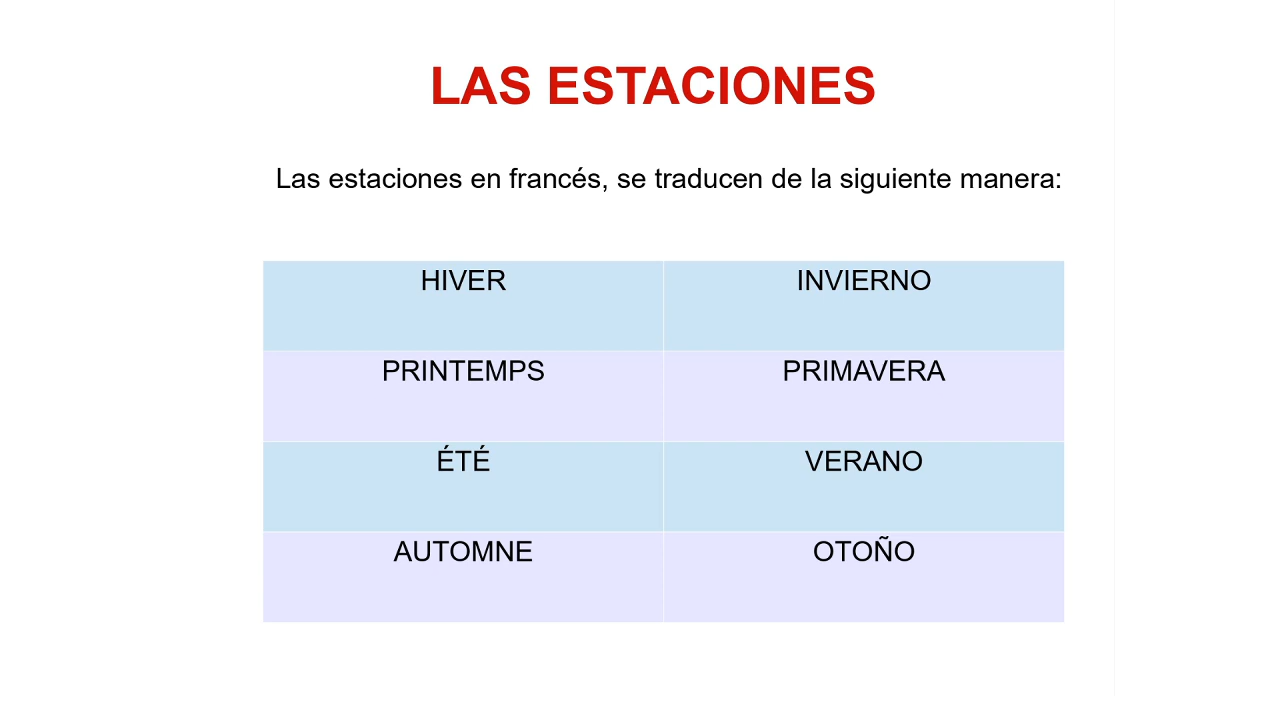 LAS ESTACIONES
Las estaciones en francés, se traducen de la siguiente manera:
HIVER INVIERNO
PRINTEMPS PRIMAVERA
ÉTÉ VERANO
AUTOMNE OTOÑO